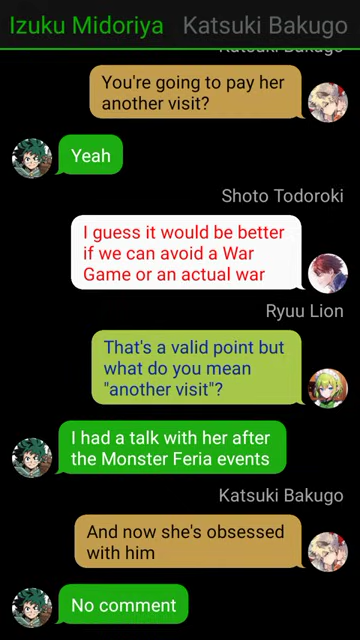 Izuku Midoriya Katsuki Bakugo
Katsuki Bakugo
You're going to pay her
another visit?
Yeah
Shoto Todoroki
I guess it would be better
if we can avoid a War
Game or an actual war
Ryuu Lion
That's a valid point but
what do you mean
"another visit"?
I had a talk with her after
the Monster Feria events
Katsuki Bakugo
And now she's obsessed
with him
No comment